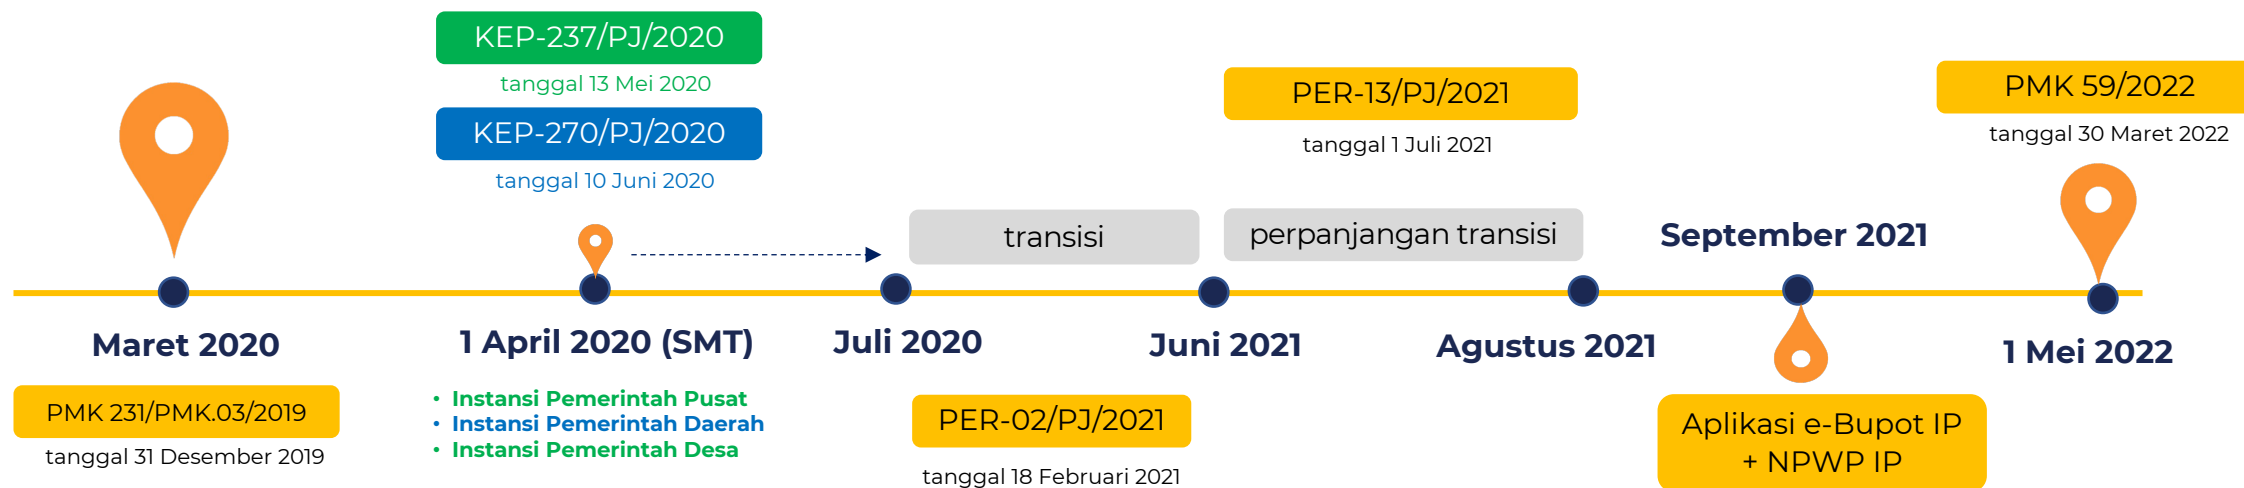 KEP-237/PJ/2020
tanggal 13 Mei 2020
KEP-270/PJ/2020
tanggal 10 Juni 2020
PER-13/PJ/2021
tanggal 1 Juli 2021
PMK 59/2022
tanggal 30 Maret 2022
transisi
perpanjangan transisi
September 2021
Maret 2020
1 April 2020 (SMT)
Juli 2020
Juni 2021
Agustus 2021
1 Mei 2022
PMK 231/PMK.03/2019
tanggal 31 Desember 2019
• Instansi Pemerintah Pusat
• Instansi Pemerintah Daerah
• Instansi Pemerintah Desa
PER-02/PJ/2021
tanggal 18 Februari 2021
Aplikasi e-Bupot IP
+ NPWP IP